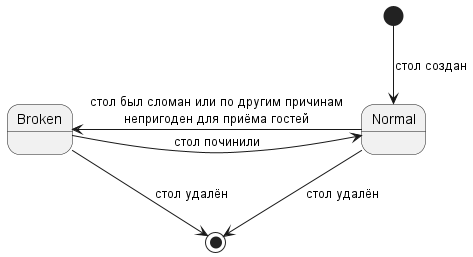 стол создан
стол был сломан или по другим причинам
непригоден для приёма гостей
Broken
Normal
стол починили
стол удалён
стол удалён